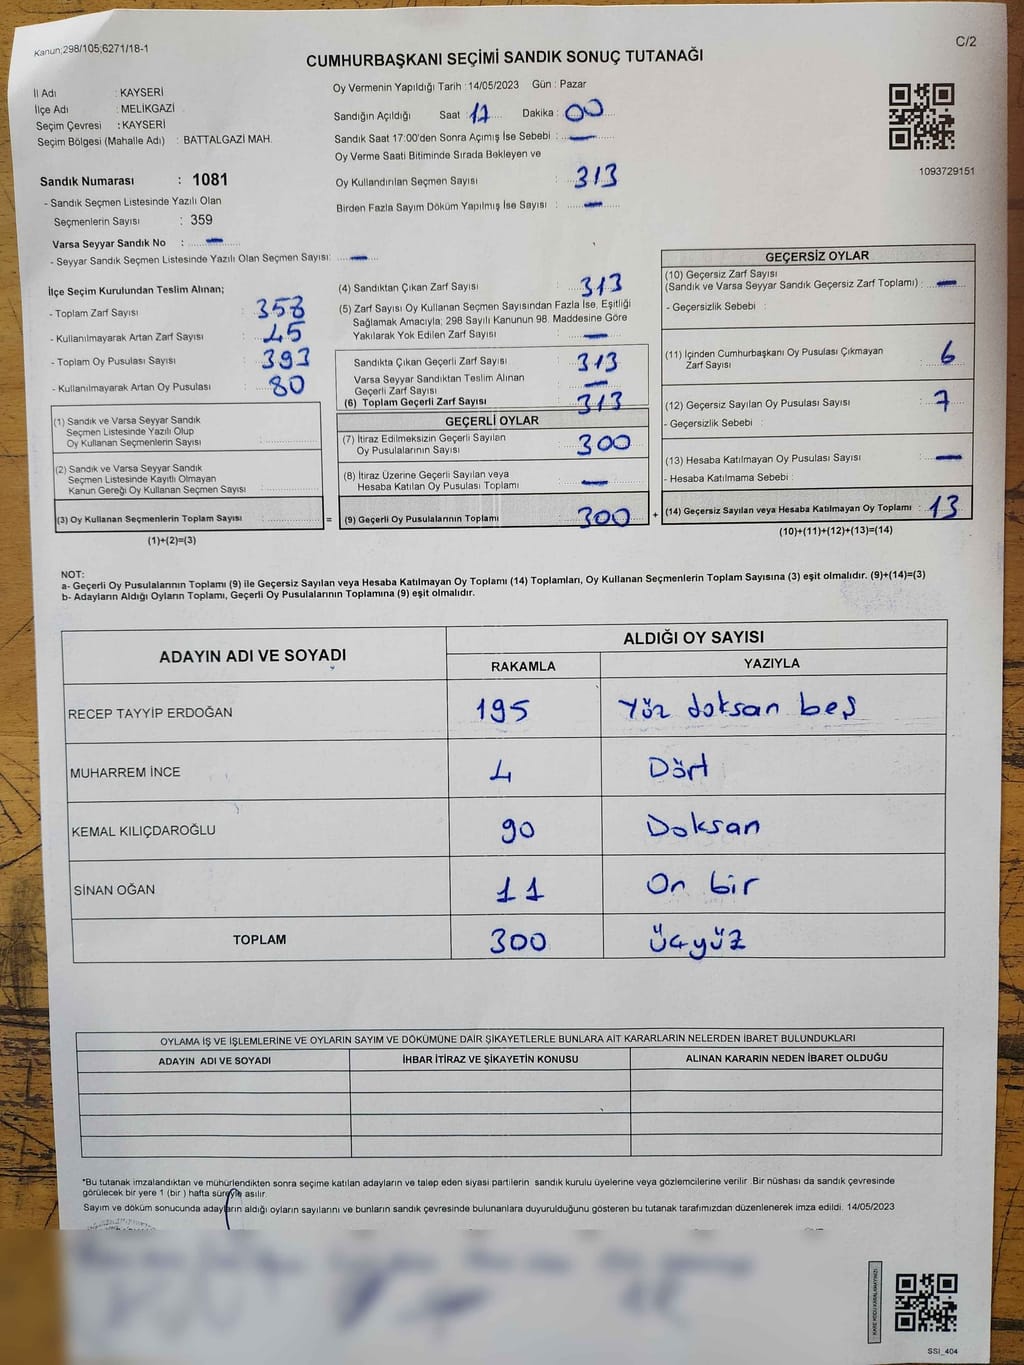 Kanun;298/105;6271/18-1
C/2
CUMHURBAŞKANI SEÇİMİ SANDIK SONUÇ TUTANAĞI
İl Adı : KAYSERİ
İlçe Adı : MELİKGAZİ
Seçim Çevresi : KAYSERİ
Seçim Bölgesi (Mahalle Adı) : BATTALGAZİ MAH.
Sandık Numarası : 1081
- Sandık Seçmen Listesinde Yazılı Olan
Seçmenlerin Sayısı : 359
Varsa Seyyar Sandık No : —
- Seyyar Sandık Seçmen Listesinde Yazılı Olan Seçmen Sayısı: —
Oy Vermenin Yapıldığı Tarih : 14/05/2023 Gün : Pazar
Sandığın Açıldığı Saat : 17 Dakika : 00
Sandık Saat 17:00'den Sonra Açımış İse Sebebi : —
Oy Verme Saati Bitiminde Sırada Bekleyen ve
Oy Kullandırılan Seçmen Sayısı : 313
Birden Fazla Sayım Döküm Yapılmış İse Sayısı : —
1093729151
İlçe Seçim Kurulundan Teslim Alınan;
- Toplam Zarf Sayısı : 358
- Kullanılmayarak Artan Zarf Sayısı : 45
- Toplam Oy Pusulası Sayısı : 393
- Kullanılmayarak Artan Oy Pusulası : 80
(1) Sandık ve Varsa Seyyar Sandık
Seçmen Listesinde Yazılı Olup
Oy Kullanan Seçmenlerin Sayısı :
(2) Sandık ve Varsa Seyyar Sandık
Seçmen Listesinde Kayıtlı Olmayan
Kanun Gereği Oy Kullanan Seçmen Sayısı :
(3) Oy Kullanan Seçmenlerin Toplam Sayısı :
(1)+(2)=(3)
(4) Sandıktan Çıkan Zarf Sayısı : 313
(5) Zarf Sayısı Oy Kullanan Seçmen Sayısından Fazla İse, Eşitliği
Sağlamak Amacıyla; 298 Sayılı Kanunun 98. Maddesine Göre
Yakılarak Yok Edilen Zarf Sayısı : —
Sandıkta Çıkan Geçerli Zarf Sayısı : 313
Varsa Seyyar Sandıktan Teslim Alınan
Geçerli Zarf Sayısı : —
(6) Toplam Geçerli Zarf Sayısı : 313
GEÇERLİ OYLAR
(7) İtiraz Edilmeksizin Geçerli Sayılan
Oy Pusulalarının Sayısı : 300
(8) İtiraz Üzerine Geçerli Sayılan veya
Hesaba Katılan Oy Pusulası Toplamı : —
= (9) Geçerli Oy Pusulalarının Toplamı : 300
GEÇERSİZ OYLAR
(10) Geçersiz Zarf Sayısı
(Sandık ve Varsa Seyyar Sandık Geçersiz Zarf Toplamı) : —
- Geçersizlik Sebebi :
(11) İçinden Cumhurbaşkanı Oy Pusulası Çıkmayan
Zarf Sayısı : 6
(12) Geçersiz Sayılan Oy Pusulası Sayısı : 7
- Geçersizlik Sebebi :
(13) Hesaba Katılmayan Oy Pusulası Sayısı : —
- Hesaba Katılmama Sebebi :
+ (14) Geçersiz Sayılan veya Hesaba Katılmayan Oy Toplamı : 13
(10)+(11)+(12)+(13)=(14)
NOT:
a- Geçerli Oy Pusulalarının Toplamı (9) ile Geçersiz Sayılan veya Hesaba Katılmayan Oy Toplamı (14) Toplamları, Oy Kullanan Seçmenlerin Toplam Sayısına (3) eşit olmalıdır. (9)+(14)=(3)
b- Adayların Aldığı Oyların Toplamı, Geçerli Oy Pusulalarının Toplamına (9) eşit olmalıdır.
ADAYIN ADI VE SOYADI
ALDIĞI OY SAYISI
RAKAMLA YAZIYLA
RECEP TAYYİP ERDOĞAN 195 Yüz doksan beş
MUHARREM İNCE 4 Dört
KEMAL KILIÇDAROĞLU 90 Doksan
SİNAN OĞAN 11 On bir
TOPLAM 300 Üçyüz
OYLAMA İŞ VE İŞLEMLERİNE VE OYLARIN SAYIM VE DÖKÜMÜNE DAİR ŞİKAYETLERLE BUNLARA AİT KARARLARIN NELERDEN İBARET BULUNDUKLARI
ADAYIN ADI VE SOYADI İHBAR İTİRAZ VE ŞİKAYETİN KONUSU ALINAN KARARIN NEDEN İBARET OLDUĞU
*Bu tutanak imzalandıktan ve mühürlendikten sonra seçime katılan adayların ve talep eden siyasi partilerin sandık kurulu üyelerine veya gözlemcilerine verilir. Bir nüshası da sandık çevresinde
görülecek bir yere 1 (bir ) hafta süreyle asılır.
Sayım ve döküm sonucunda adayların aldığı oyların sayılarını ve bunların sandık çevresinde bulunanlara duyurulduğunu gösteren bu tutanak tarafımızdan düzenlenerek imza edildi. 14/05/2023
SSI_404